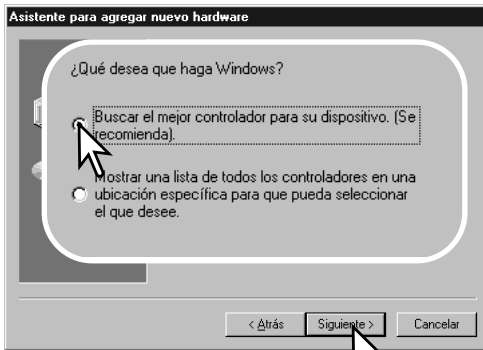 Asistente para agregar nuevo hardware
¿Qué desea que haga Windows?
Buscar el mejor controlador para su dispositivo. (Se
recomienda).
Mostrar una lista de todos los controladores en una
ubicación específica para que pueda seleccionar
el que desee.
< Atrás Siguiente > Cancelar